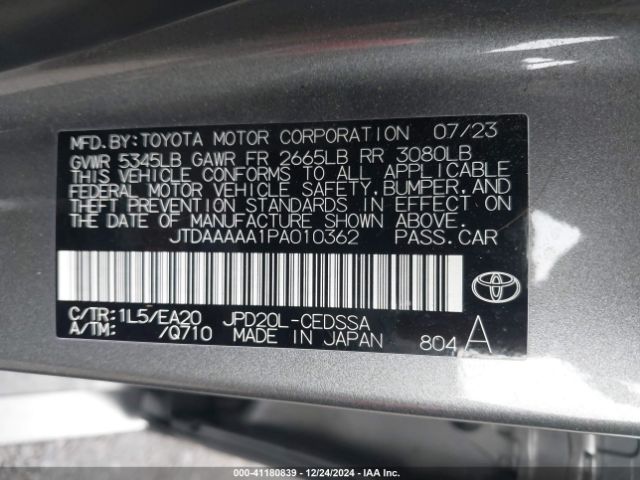 MFD. BY: TOYOTA MOTOR CORPORATION 07/23
GVWR 5345LB GAWR FR 2665LB RR 3080LB
THIS VEHICLE CONFORMS TO ALL APPLICABLE
FEDERAL MOTOR VEHICLE SAFETY, BUMPER, AND
THEFT PREVENTION STANDARDS IN EFFECT ON
THE DATE OF MANUFACTURE SHOWN ABOVE.
JTDAAAAA1PA010362 PASS. CAR
C/TR: 1L5/EA20 JPD20L-CEDSSA
A/TM: /Q710 MADE IN JAPAN 804 A
000-41180839 - 12/24/2024 - IAA Inc.